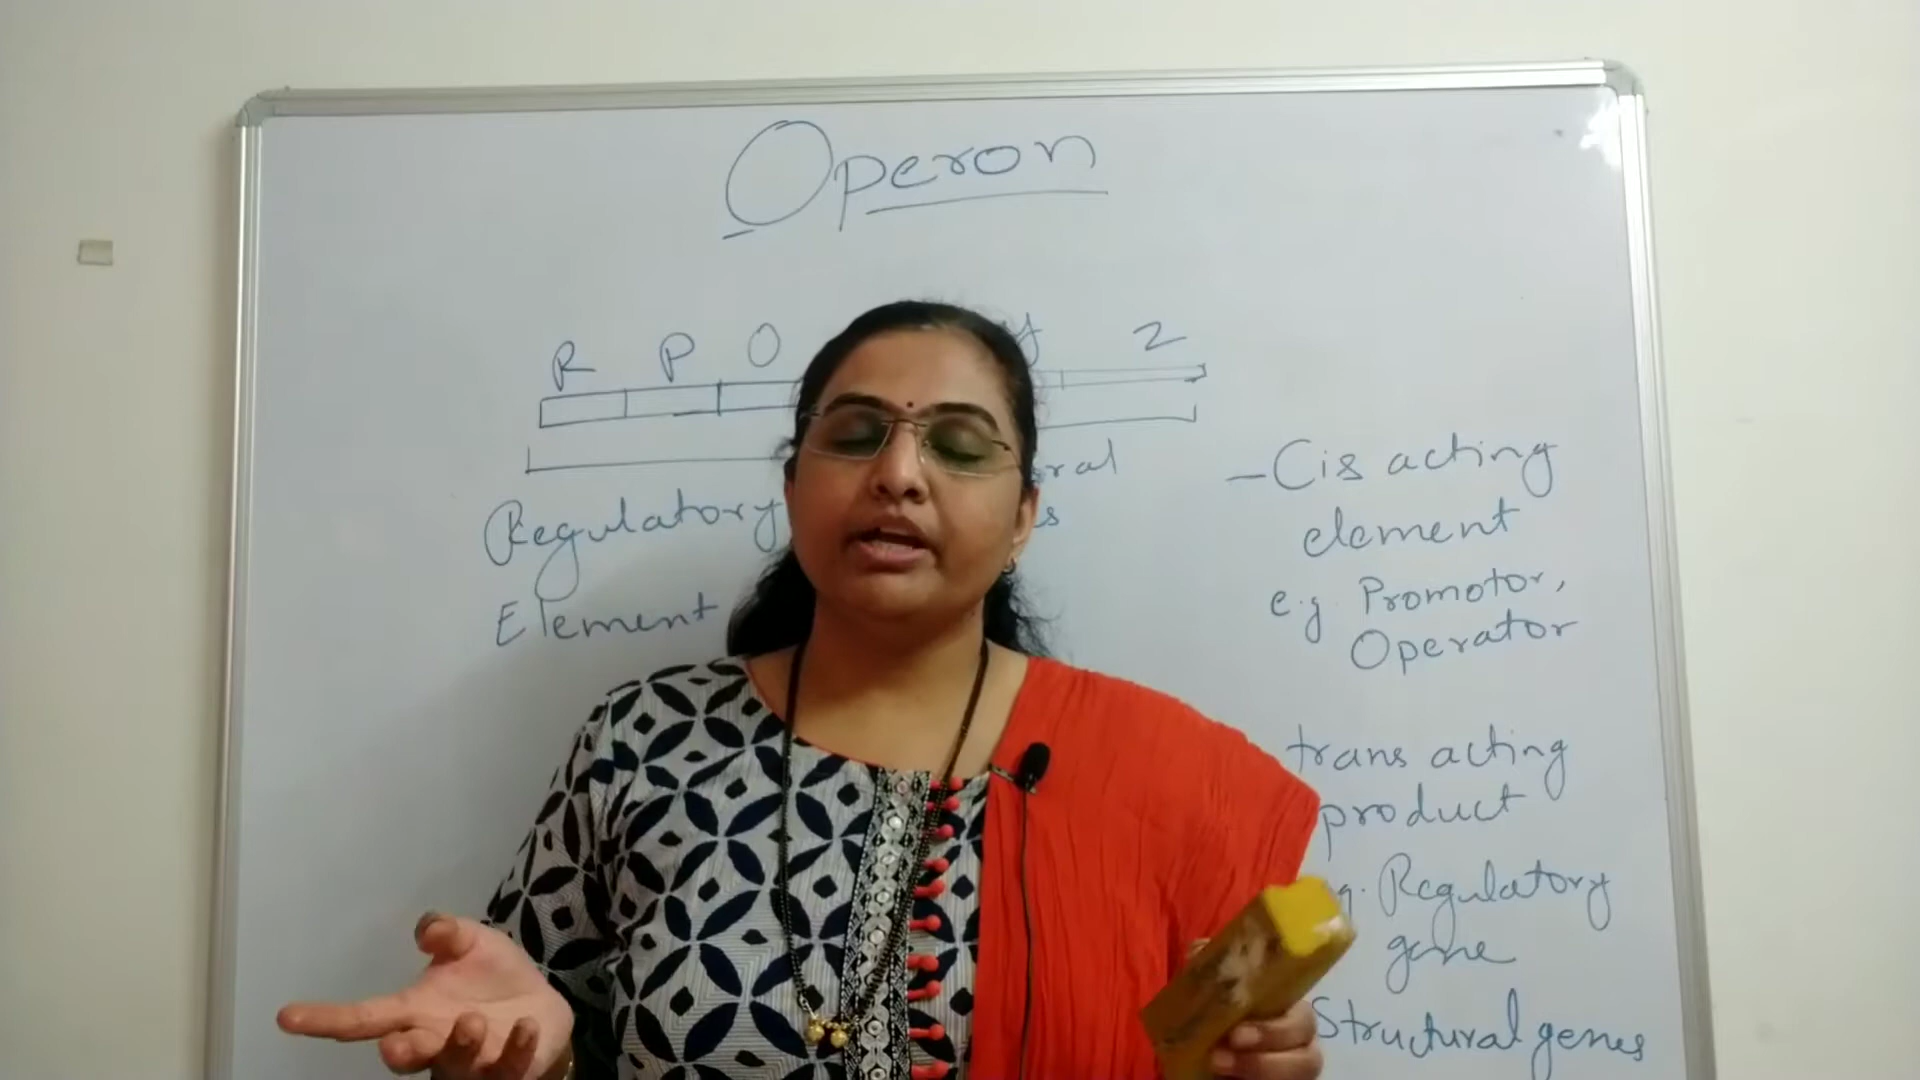 Operon
R P O y Z
Regulatory
Element
– Cis acting
element
e.g. Promotor,
Operator
trans acting
product
Regulatory
gene
Structural genes